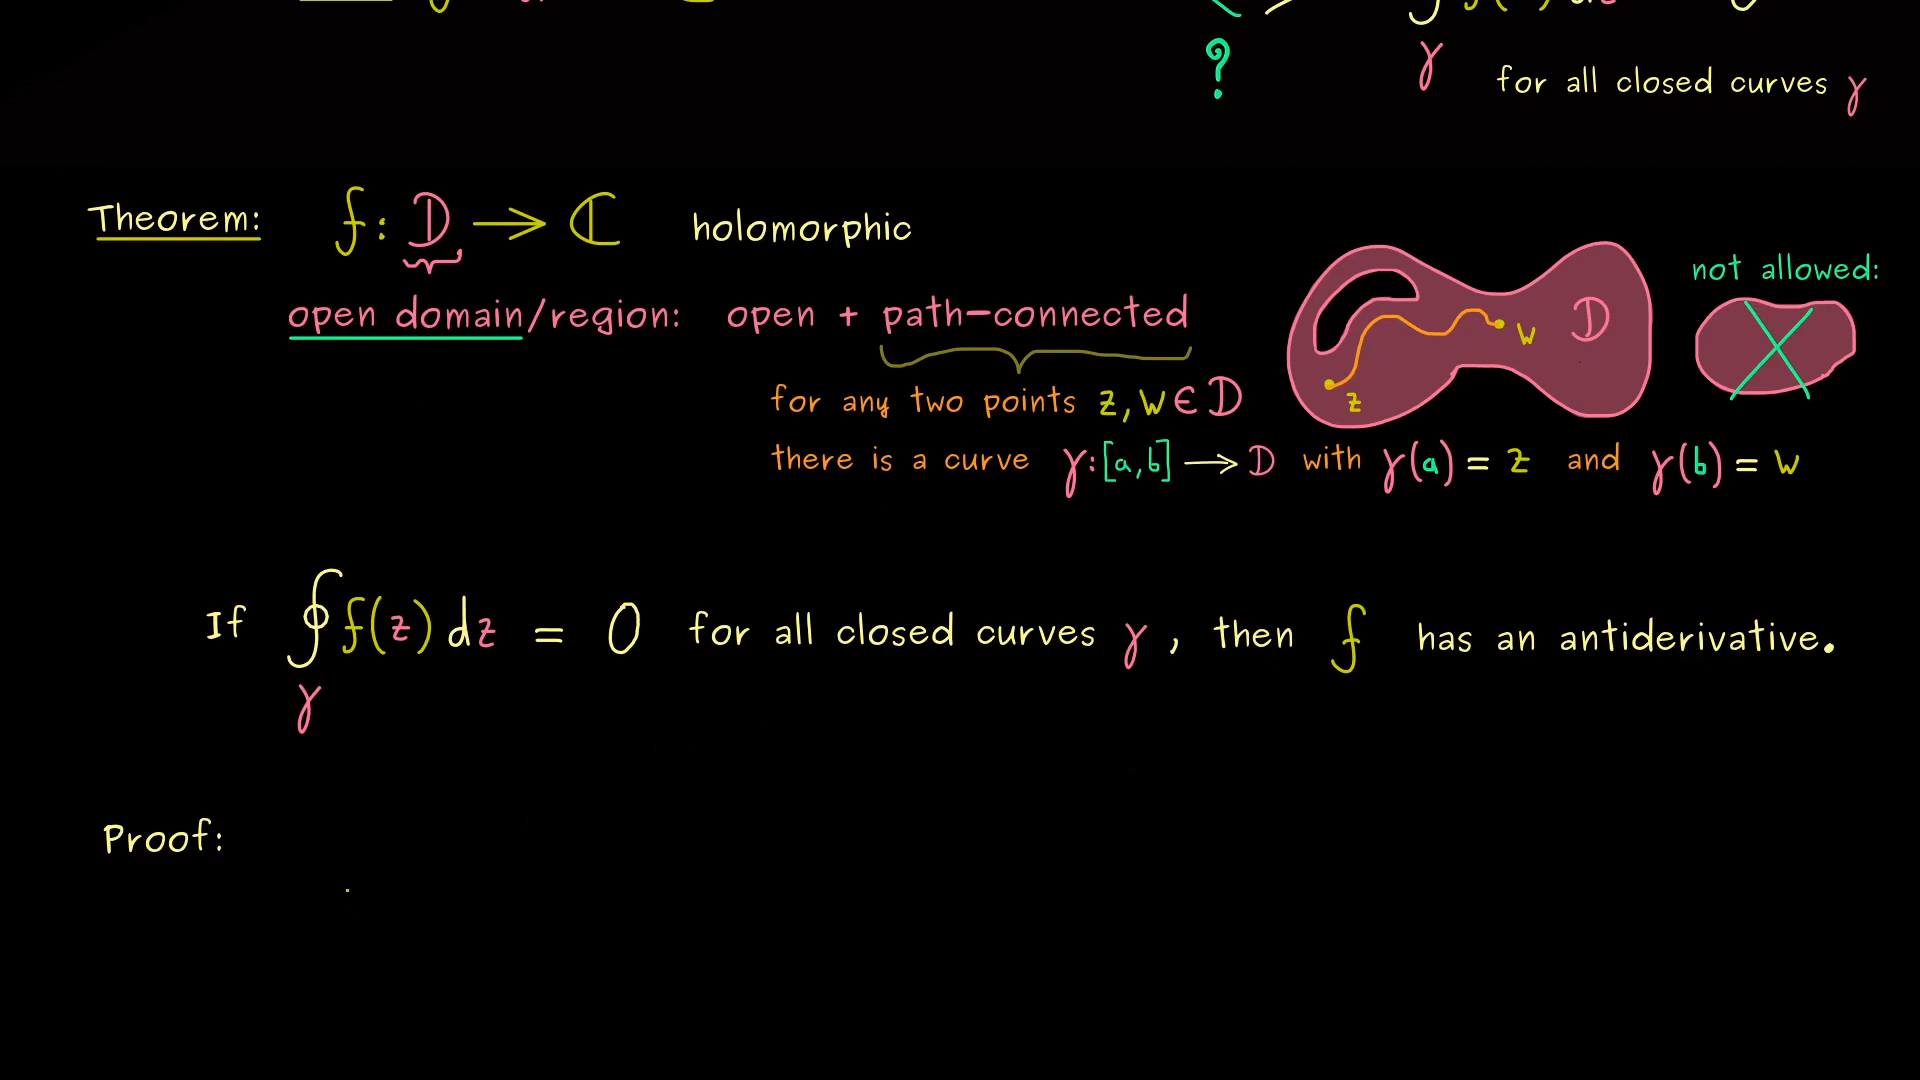 ?
γ for all closed curves γ
Theorem: f: D → ℂ holomorphic
not allowed:
open domain/region: open + path-connected
D
w
z
for any two points z, w ∈ D
there is a curve γ: [a,b] → D with γ(a) = z and γ(b) = w
If ∮ f(z) dz = 0 for all closed curves γ, then f has an antiderivative.
γ
Proof: